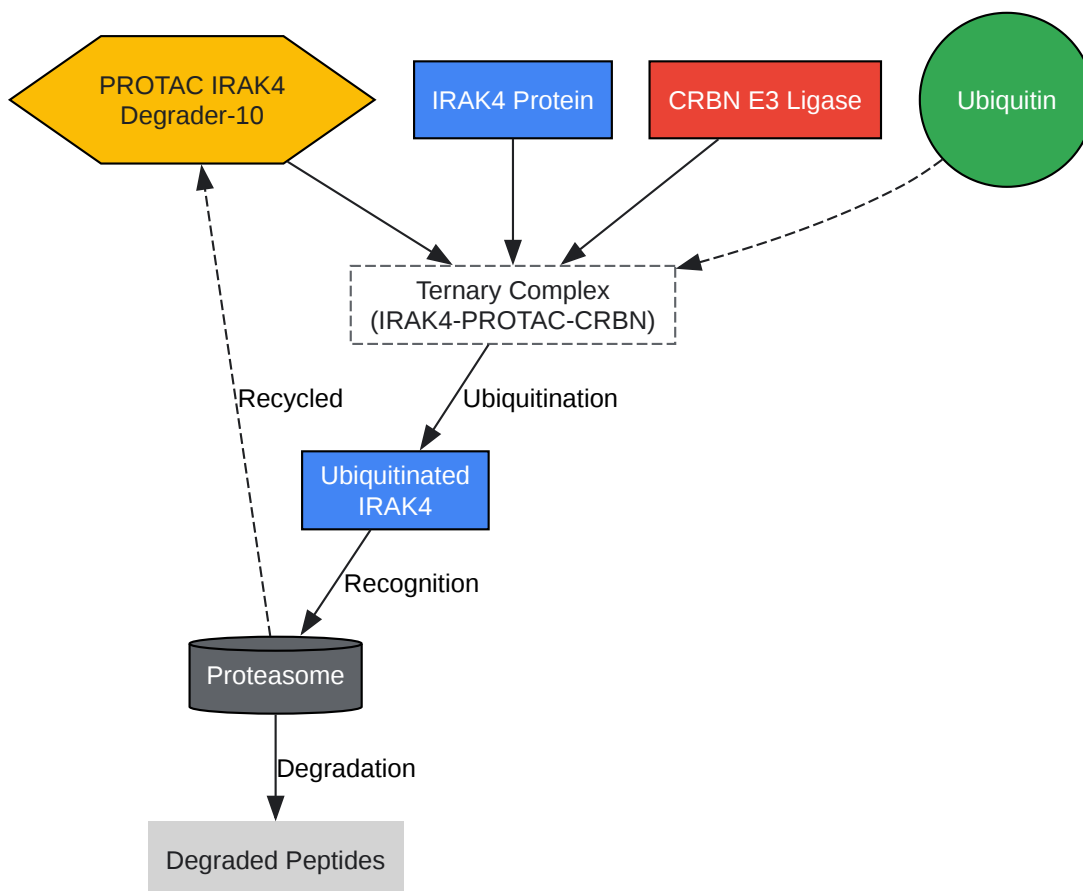 PROTAC IRAK4
Degrader-10
IRAK4 Protein
CRBN E3 Ligase
Ubiquitin
Ternary Complex
(IRAK4-PROTAC-CRBN)
Recycled
Ubiquitination
Ubiquitinated
IRAK4
Recognition
Proteasome
Degradation
Degraded Peptides